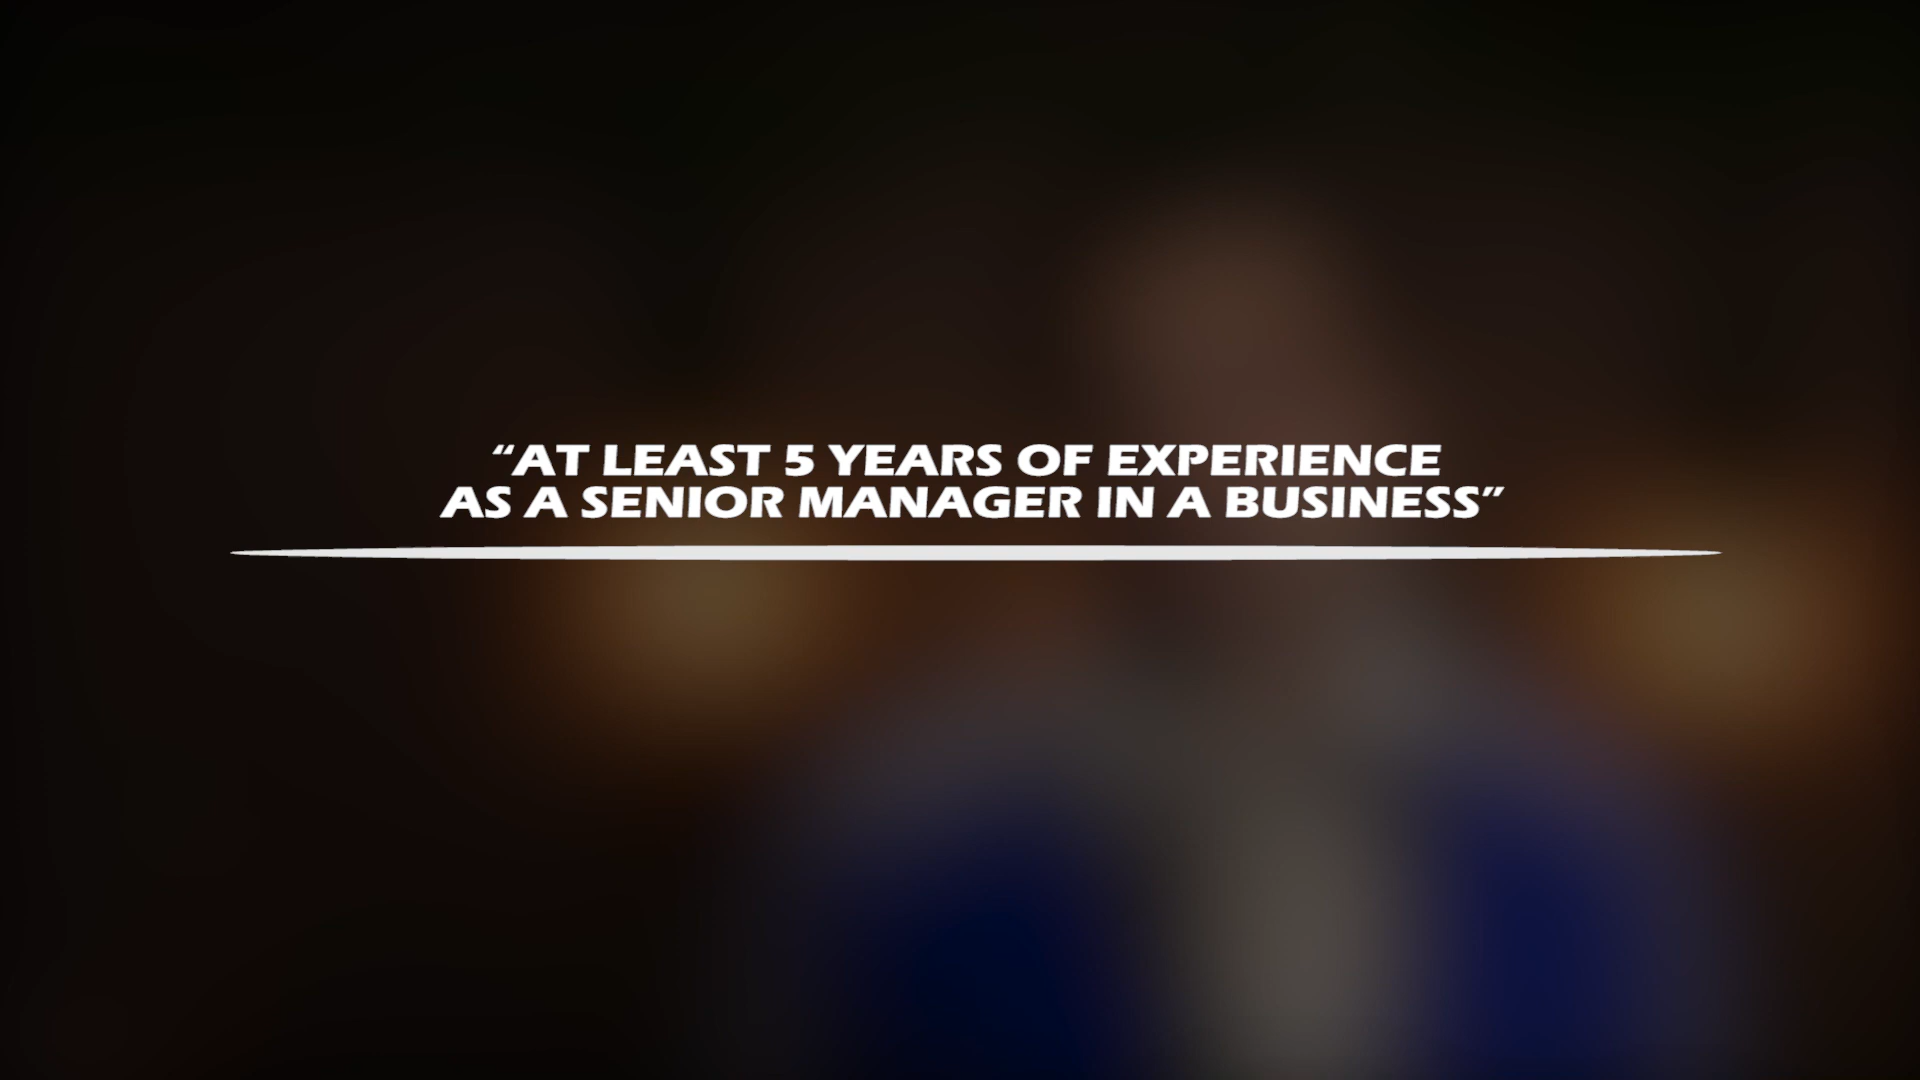 “AT LEAST 5 YEARS OF EXPERIENCE
AS A SENIOR MANAGER IN A BUSINESS”